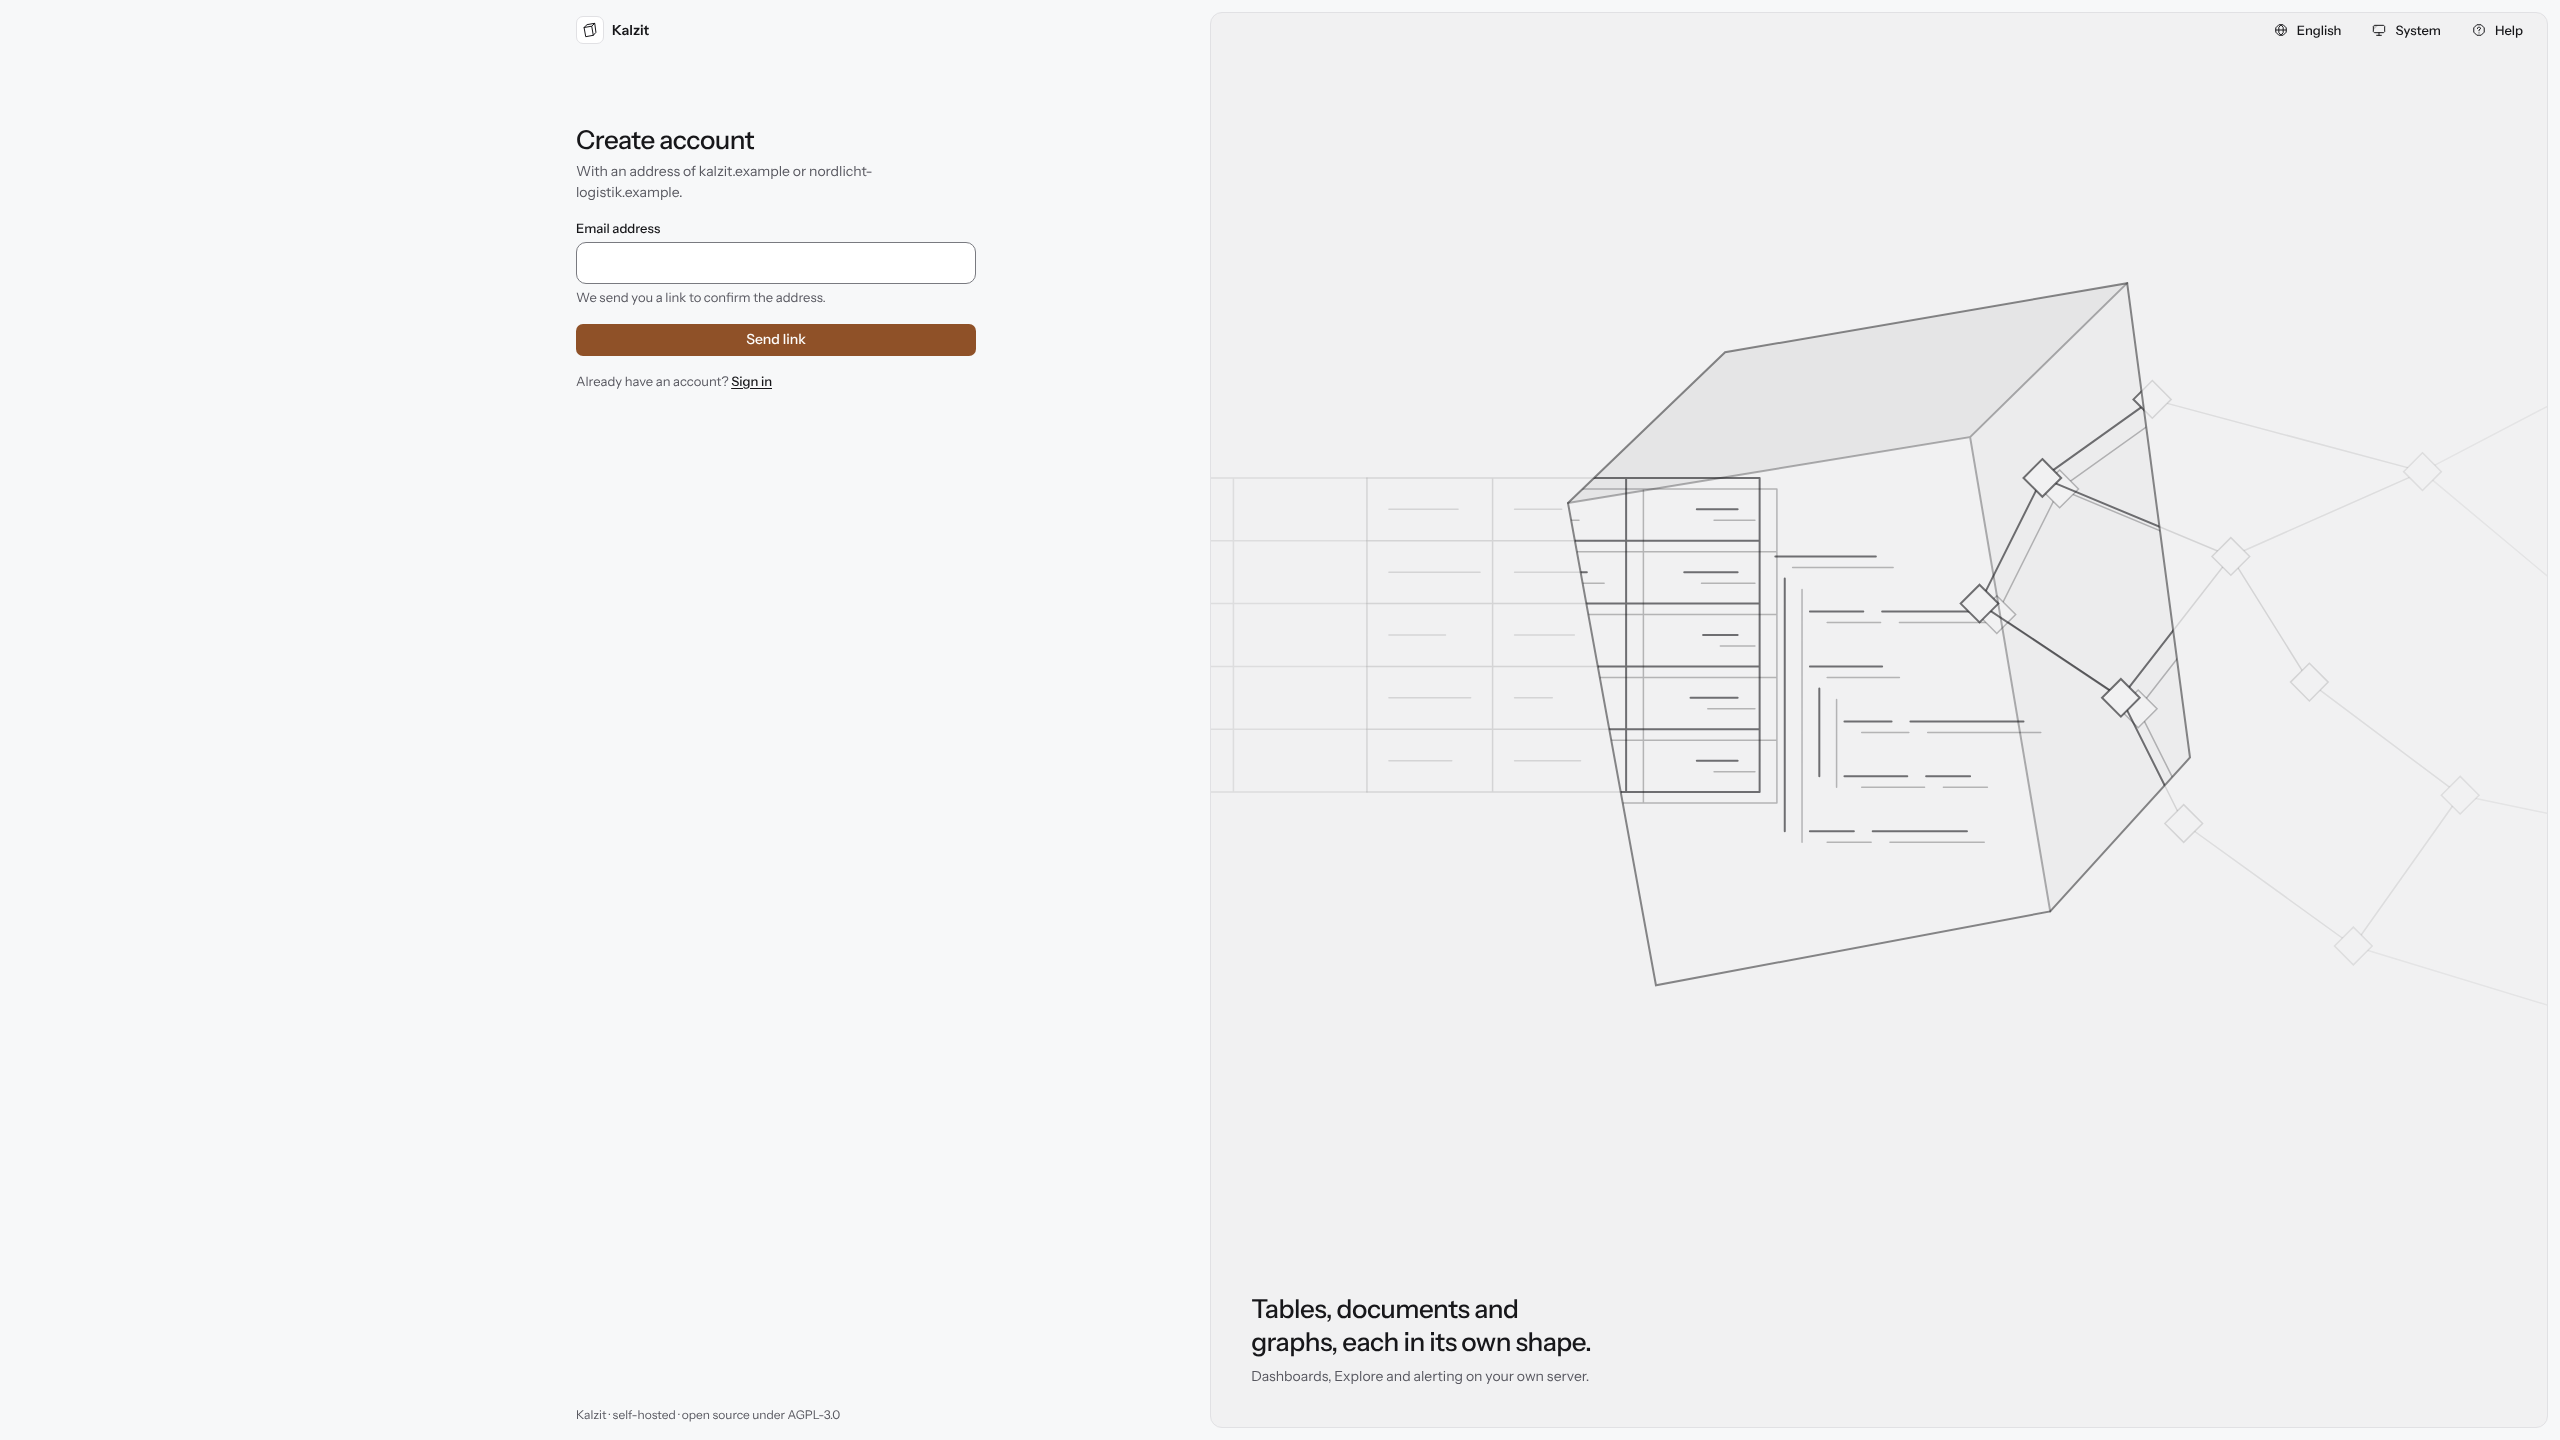 Kalzit
English
System
Help
Create account
With an address of kalzit.example or nordlicht-
logistik.example.
Email address
We send you a link to confirm the address.
Send link
Already have an account? Sign in
Tables, documents and
graphs, each in its own shape.
Dashboards, Explore and alerting on your own server.
Kalzit · self-hosted · open source under AGPL-3.0